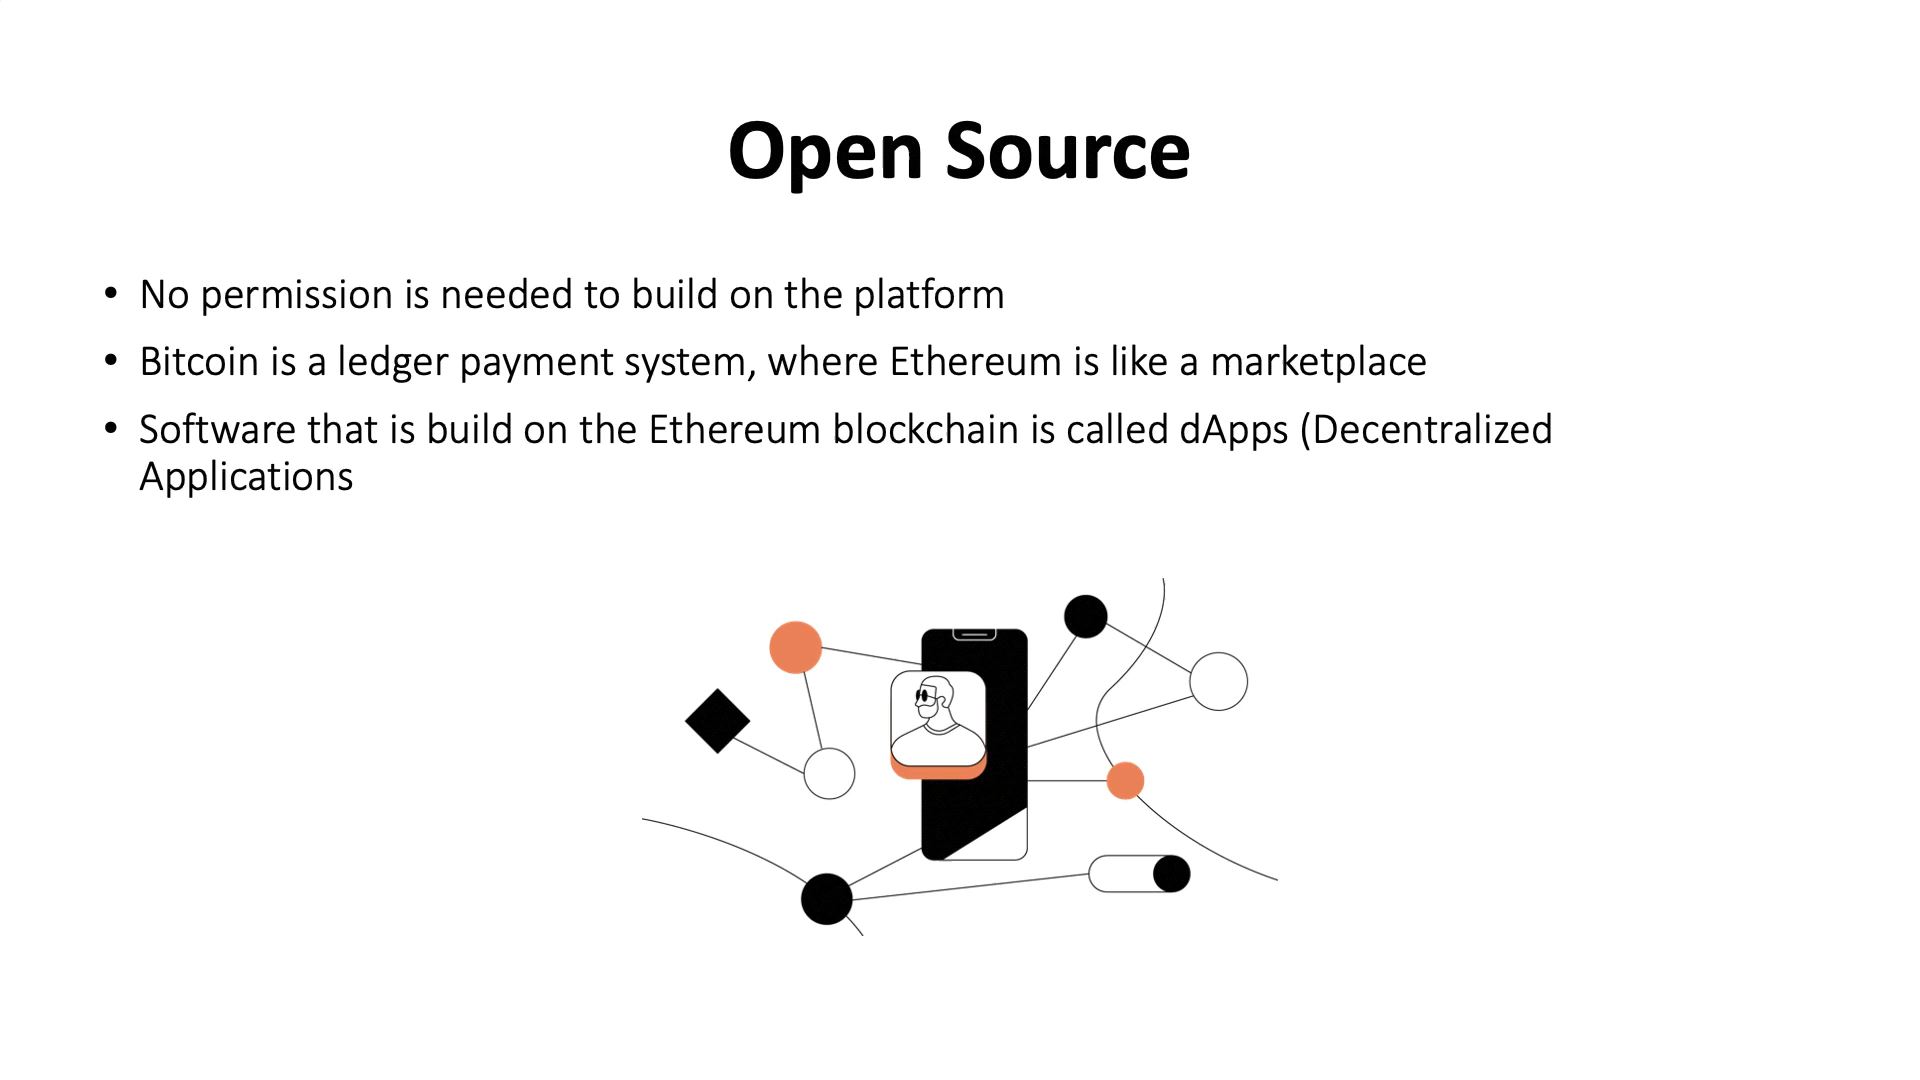 Open Source
• No permission is needed to build on the platform
• Bitcoin is a ledger payment system, where Ethereum is like a marketplace
• Software that is build on the Ethereum blockchain is called dApps (Decentralized
Applications